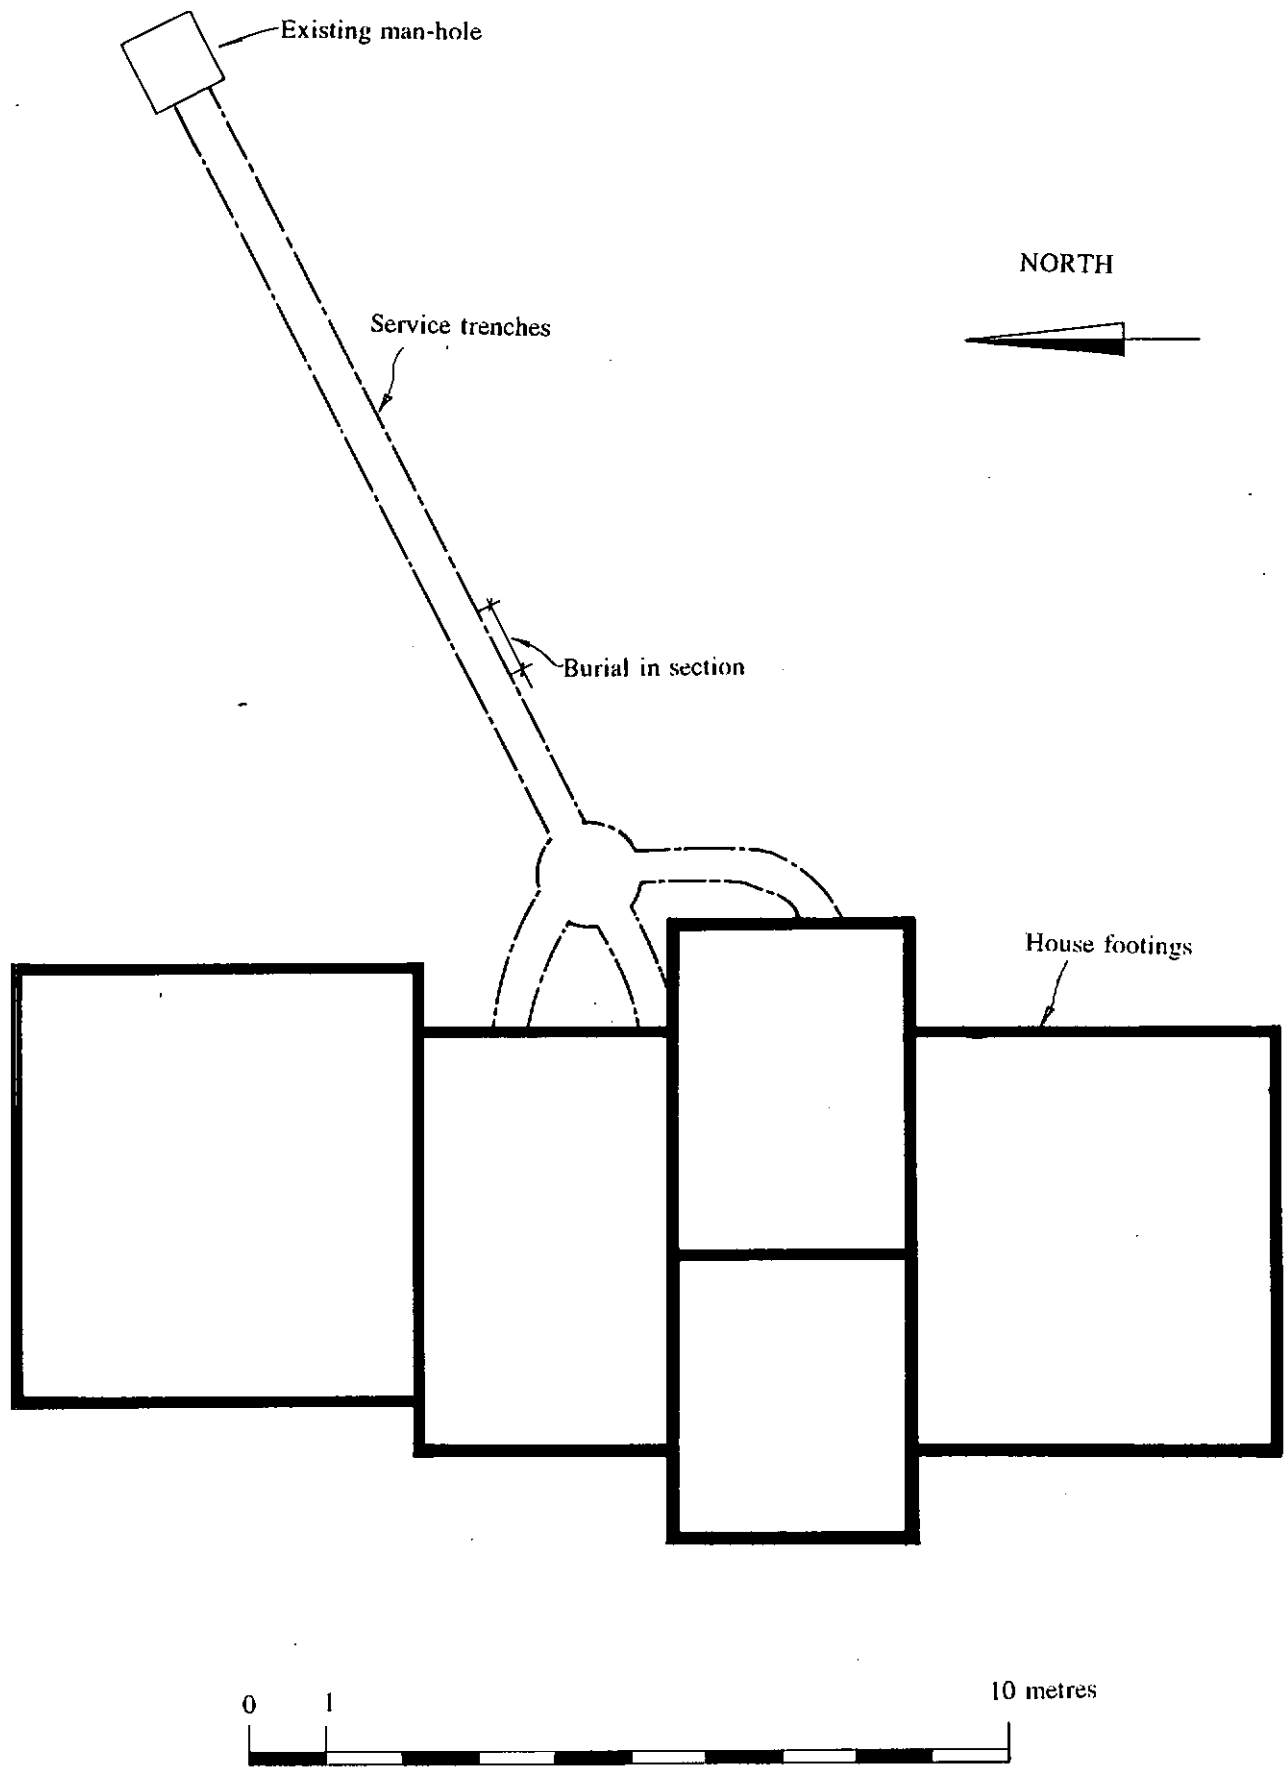 Existing man-hole
NORTH
Service trenches
Burial in section
House footings
0 1 10 metres